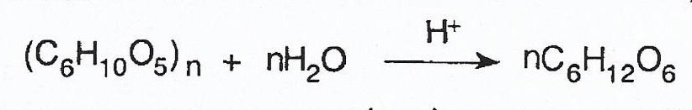 (C₆H₁₀O₅)ₙ + nH₂O —H⁺→ nC₆H₁₂O₆